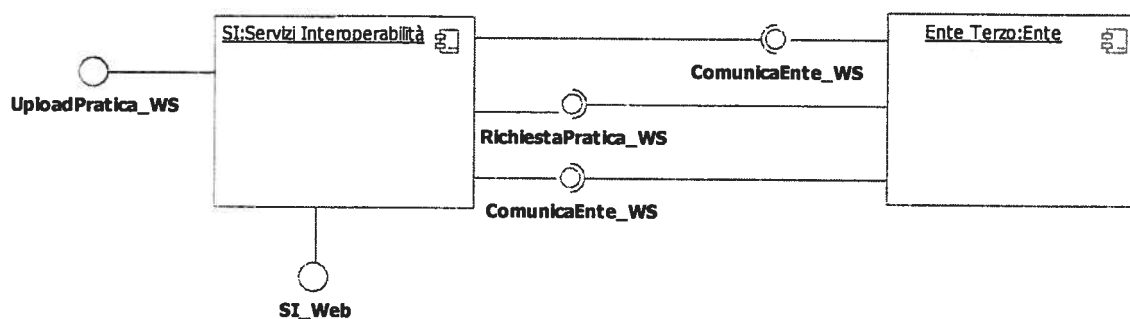 SI:Servizi Interoperabilità
Ente Terzo:Ente
ComunicaEnte_WS
UploadPratica_WS
RichiestaPratica_WS
ComunicaEnte_WS
SI_Web